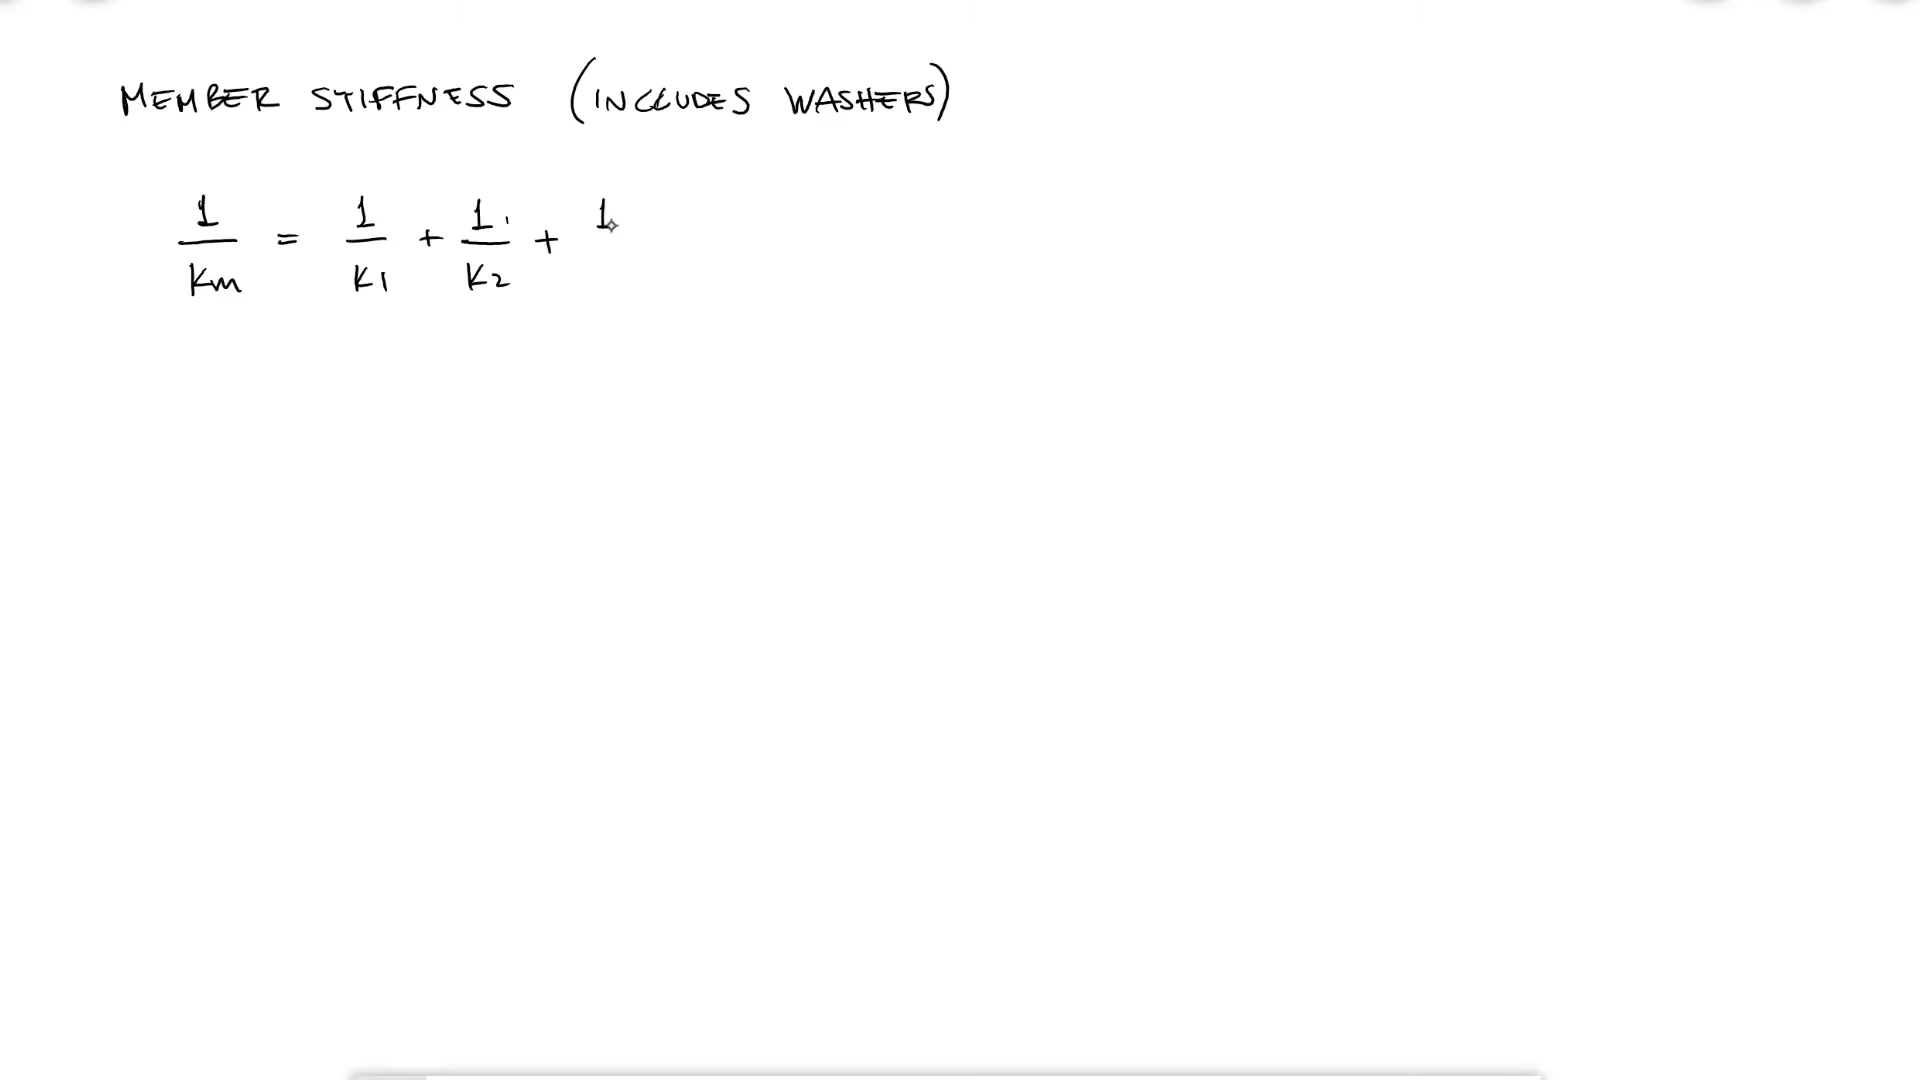 MEMBER STIFFNESS (INCLUDES WASHERS)
1/Km = 1/K1 + 1/K2 + 1